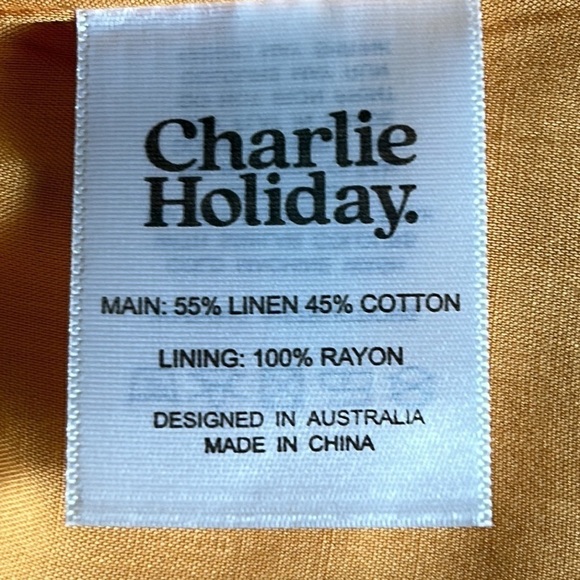 Charlie
Holiday.
MAIN: 55% LINEN 45% COTTON
LINING: 100% RAYON
DESIGNED IN AUSTRALIA
MADE IN CHINA